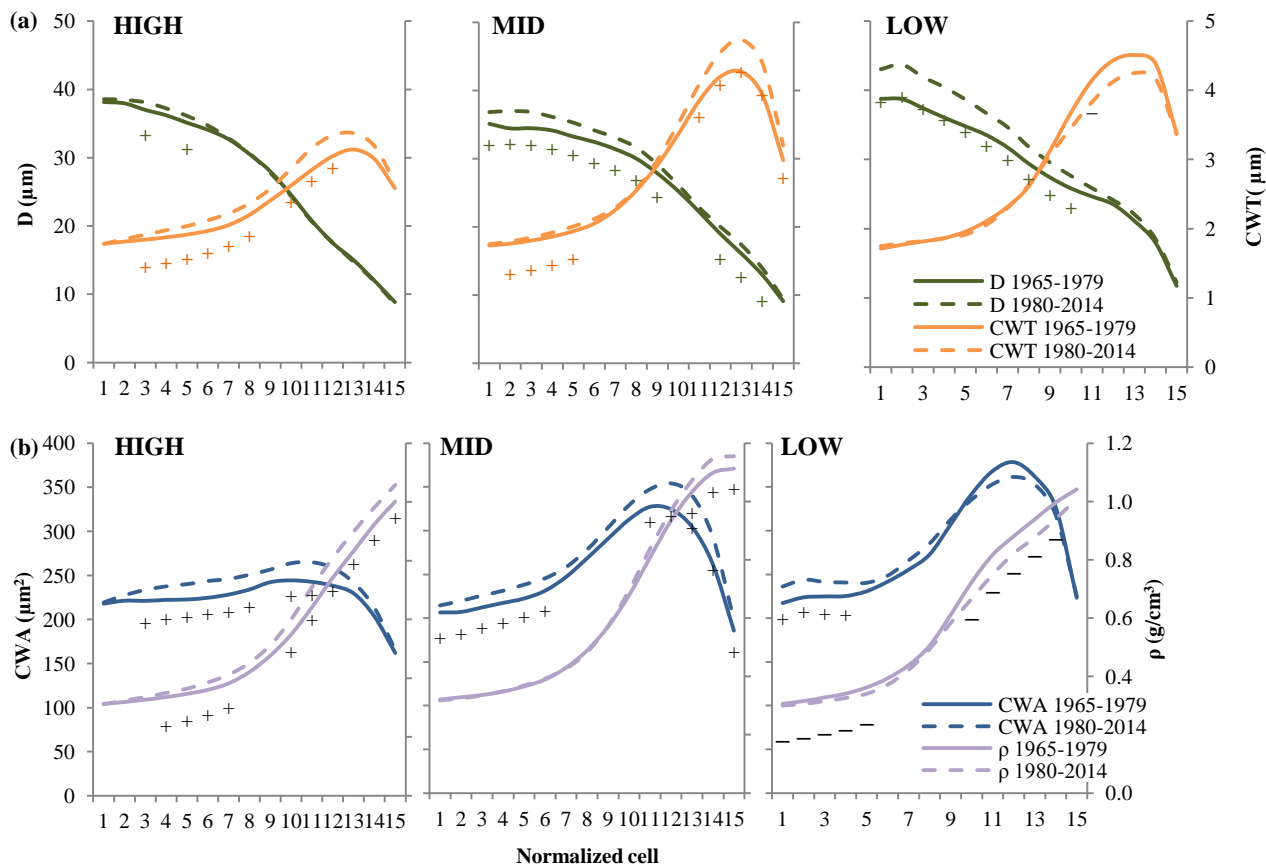 (a)
HIGH
MID
LOW
50
40
30
20
10
0
D (µm)
5
4
3
2
1
0
CWT( µm)
D 1965-1979
D 1980-2014
CWT 1965-1979
CWT 1980-2014
1 2 3 4 5 6 7 8 9 10 11 12 13 14 15
1 2 3 4 5 6 7 8 9 10 11 12 13 14 15
1 3 5 7 9 11 13 15
(b)
HIGH
MID
LOW
400
350
300
250
200
150
100
50
0
CWA (µm²)
1.2
1.0
0.8
0.6
0.4
0.2
0.0
ρ (g/cm³)
CWA 1965-1979
CWA 1980-2014
ρ 1965-1979
ρ 1980-2014
1 2 3 4 5 6 7 8 9 10 11 12 13 14 15
1 2 3 4 5 6 7 8 9 10 11 12 13 14 15
1 3 5 7 9 11 13 15
Normalized cell